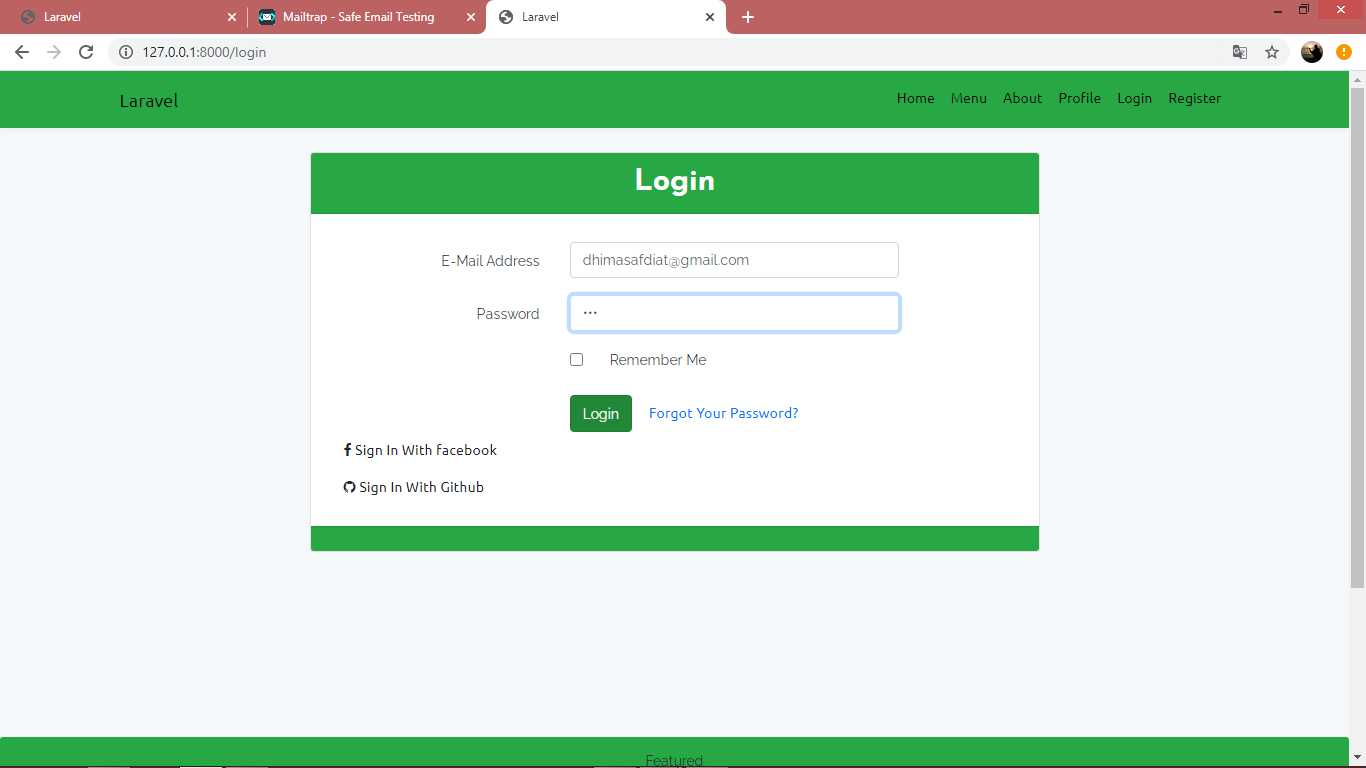 Laravel Mailtrap - Safe Email Testing Laravel
127.0.0.1:8000/login
Laravel Home Menu About Profile Login Register
Login
E-Mail Address dhimasafdiat@gmail.com
Password ···
Remember Me
Login Forgot Your Password?
Sign In With facebook
Sign In With Github
Featured